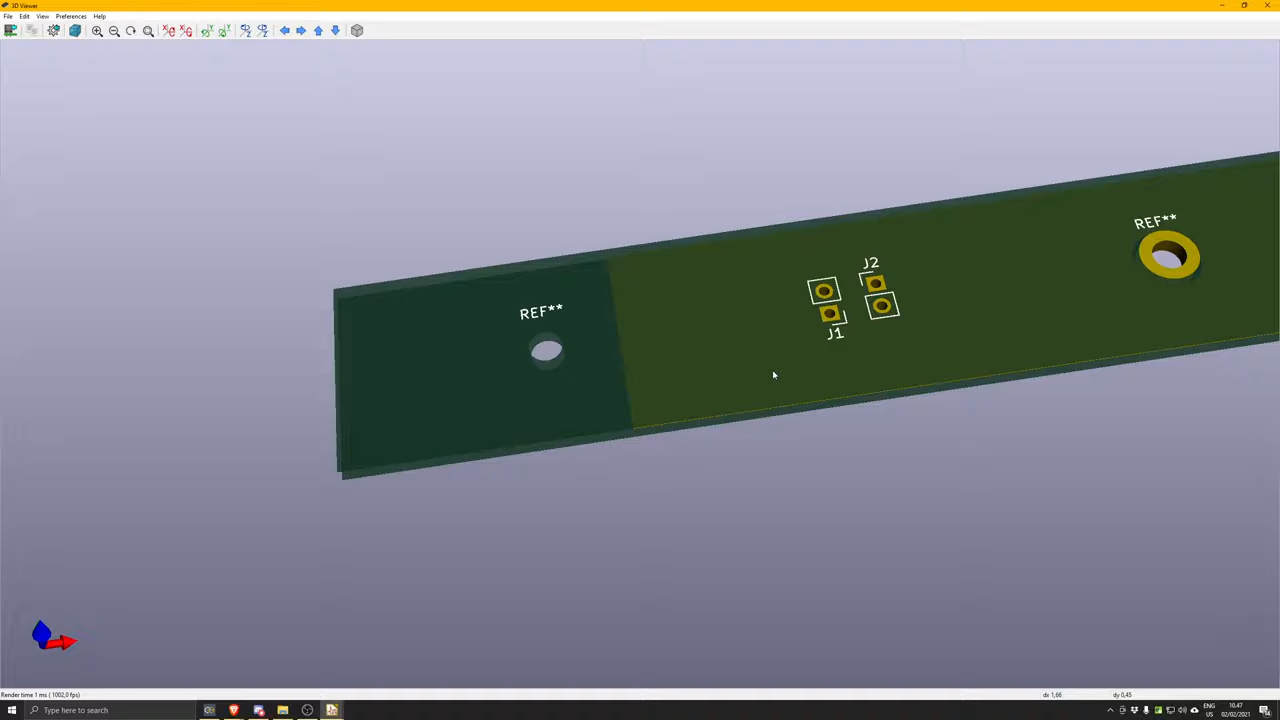 3D Viewer
File Edit View Preferences Help
REF**
REF**
J2
J1
Render time 1 ms ( 1002,0 fps)
dx 1,66
dy 0,45
Type here to search
ENG
US
10.47
02/02/2021